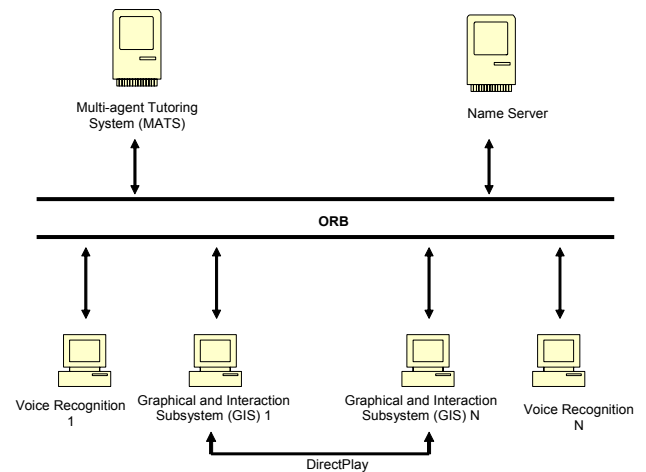 Multi-agent Tutoring
System (MATS)
Name Server
ORB
Voice Recognition
1
Graphical and Interaction
Subsystem (GIS) 1
Graphical and Interaction
Subsystem (GIS) N
Voice Recognition
N
DirectPlay